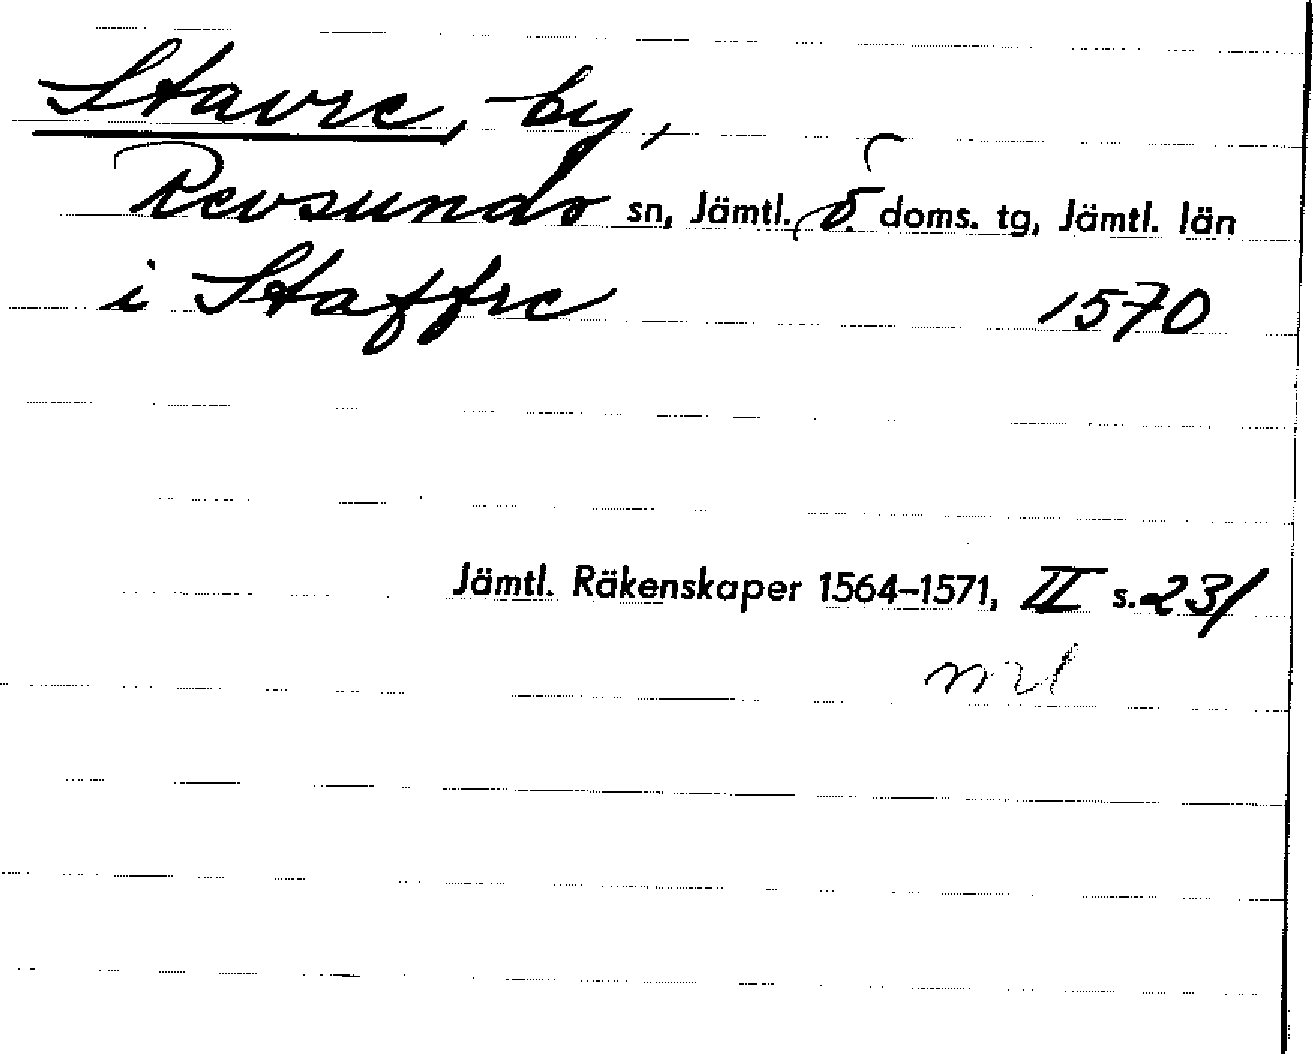 Stavre, by,
Revsunds sn, Jämtl. ö. doms. tg, Jämtl. län
i Staffre 1570
Jämtl. Räkenskaper 1564–1571, II s. 231